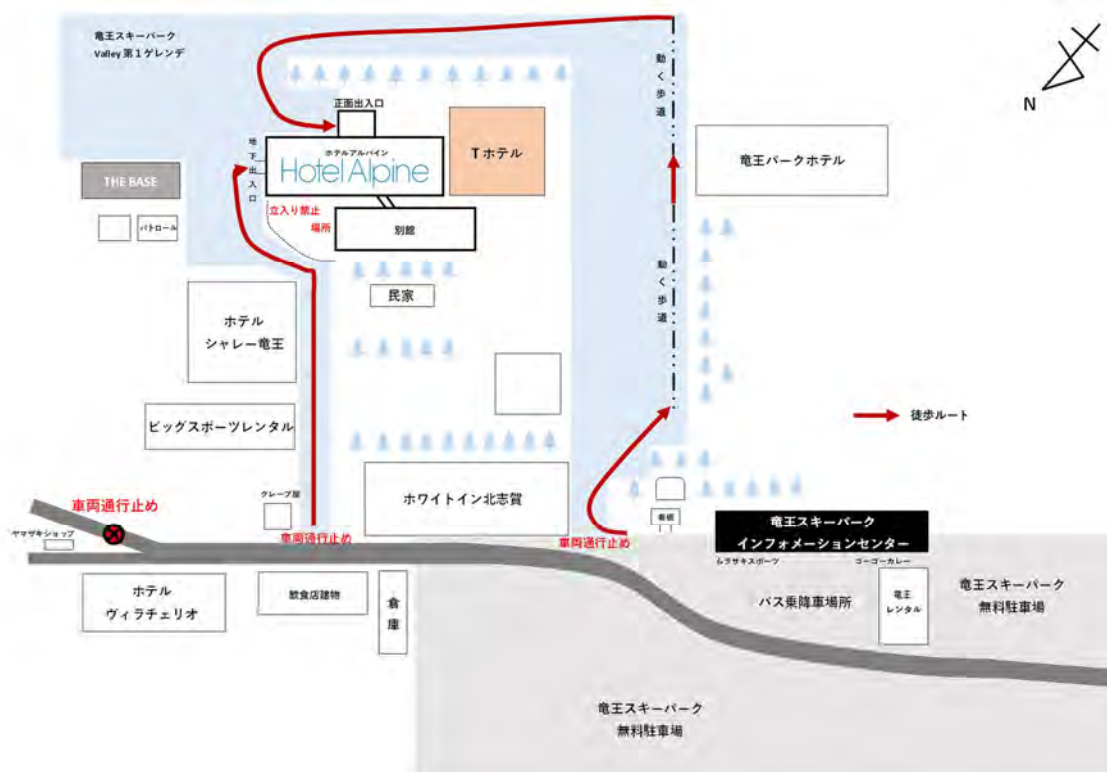 竜王スキーパーク
Valley 第１ゲレンデ
正面出入口
ホテルアルパイン
Hotel Alpine
地下出入口
Tホテル
動く歩道
竜王パークホテル
N
THE BASE
パトロール
立入り禁止
場所
別館
動く歩道
民家
ホテル
シャレー竜王
ビッグスポーツレンタル
徒歩ルート
ホワイトイン北志賀
クレープ屋
看板
車両通行止め
ヤマザキショップ
車両通行止め
車両通行止め
竜王スキーパーク
インフォメーションセンター
ムラサキスポーツ
ゴーゴーカレー
ホテル
ヴィラチェリオ
飲食店建物
倉庫
バス乗降車場所
竜王
レンタル
竜王スキーパーク
無料駐車場
竜王スキーパーク
無料駐車場